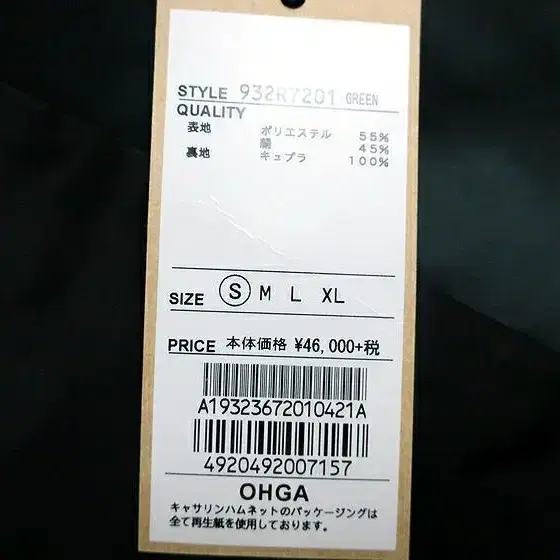 STYLE 932R7201 GREEN
QUALITY
表地 ポリエステル 55%
綿 45%
裏地 キュプラ 100%
SIZE S M L XL
PRICE 本体価格 ¥46,000+税
A19323672010421A
4920492007157
OHGA
キャサリンハムネットのパッケージングは
全て再生紙を使用しております。